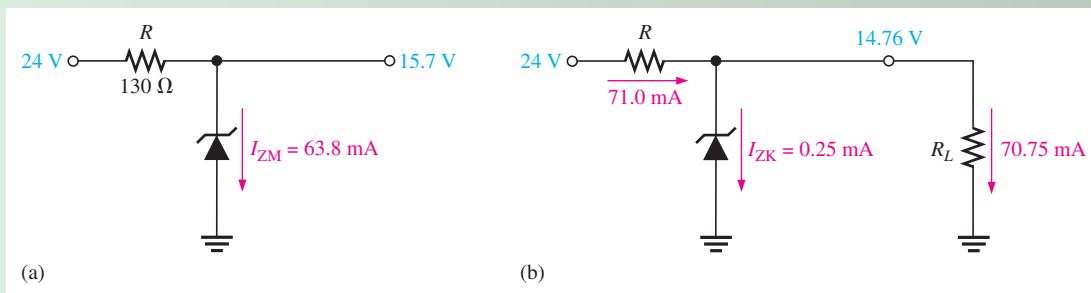 R
24 V
15.7 V
130 Ω
I_ZM = 63.8 mA
(a)
R
14.76 V
24 V
71.0 mA
I_ZK = 0.25 mA
R_L
70.75 mA
(b)